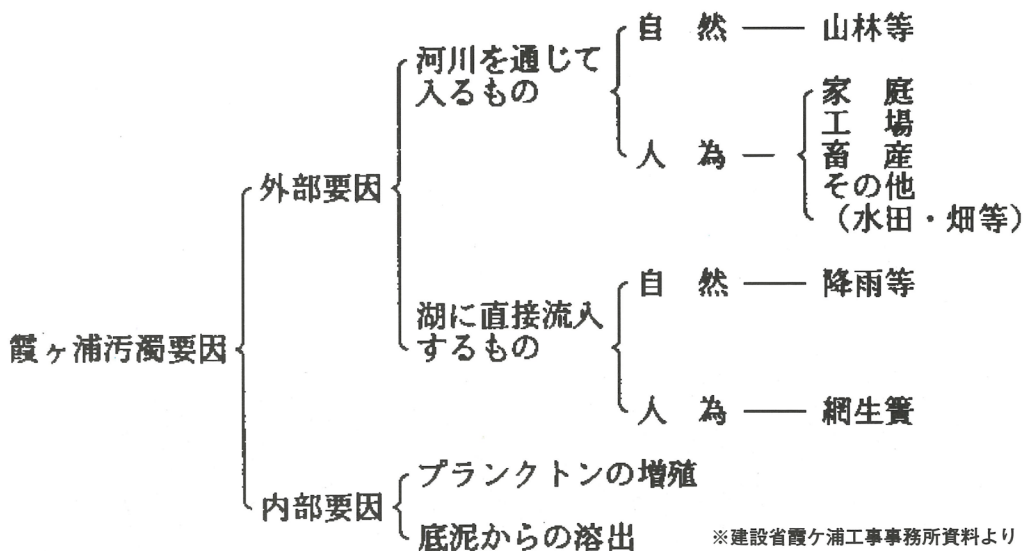 霞ヶ浦汚濁要因
外部要因
河川を通じて
入るもの
自然
山林等
人為
家庭
工場
畜産
その他
（水田・畑等）
湖に直接流入
するもの
自然
降雨等
人為
網生簀
内部要因
プランクトンの増殖
底泥からの溶出
※建設省霞ケ浦工事事務所資料より